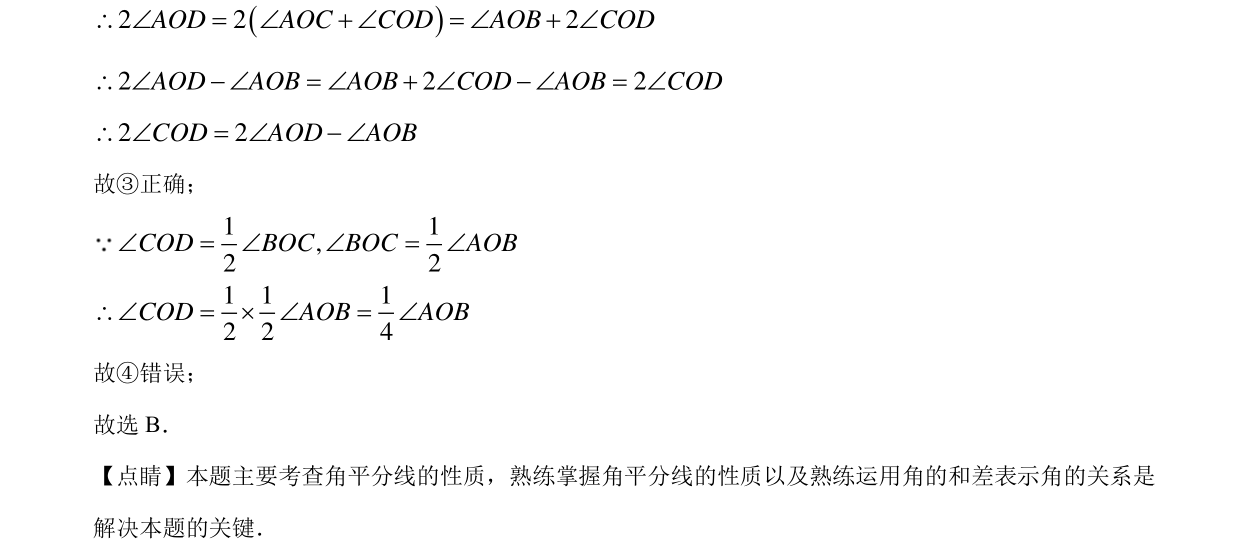 ∴2∠AOD=2(∠AOC+∠COD)=∠AOB+2∠COD
∴2∠AOD−∠AOB=∠AOB+2∠COD−∠AOB=2∠COD
∴2∠COD=2∠AOD−∠AOB
故③正确；
∵∠COD=1/2∠BOC,∠BOC=1/2∠AOB
∴∠COD=1/2×1/2∠AOB=1/4∠AOB
故④错误；
故选 B．
【点睛】本题主要考查角平分线的性质，熟练掌握角平分线的性质以及熟练运用角的和差表示角的关系是
解决本题的关键．